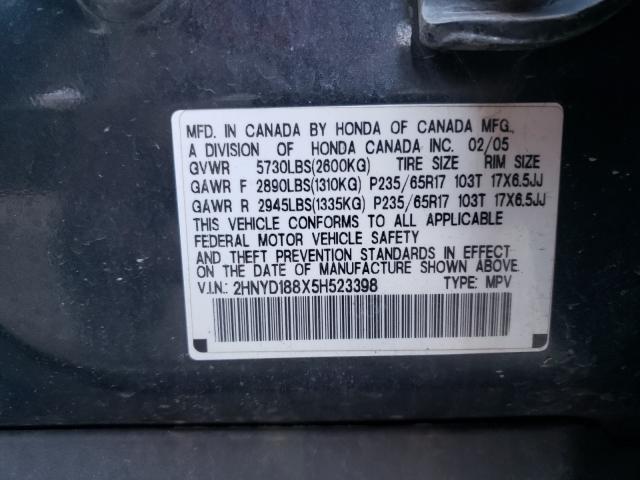 MFD. IN CANADA BY HONDA OF CANADA MFG.,
A DIVISION OF HONDA CANADA INC. 02/05
GVWR 5730LBS(2600KG) TIRE SIZE RIM SIZE
GAWR F 2890LBS(1310KG) P235/65R17 103T 17X6.5JJ
GAWR R 2945LBS(1335KG) P235/65R17 103T 17X6.5JJ
THIS VEHICLE CONFORMS TO ALL APPLICABLE
FEDERAL MOTOR VEHICLE SAFETY
AND THEFT PREVENTION STANDARDS IN EFFECT
ON THE DATE OF MANUFACTURE SHOWN ABOVE.
V.I.N.: 2HNYD188X5H523398 TYPE: MPV